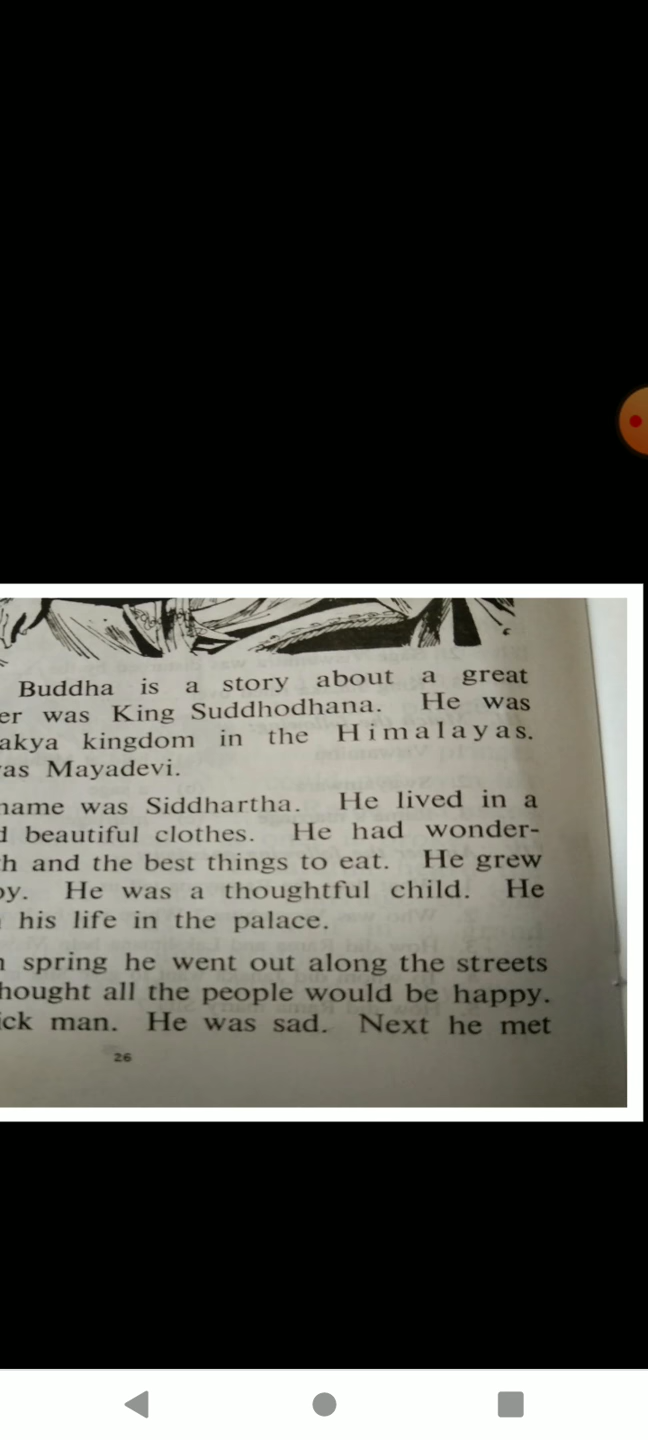 Buddha is a story about a great
er was King Suddhodhana. He was
akya kingdom in the Himalayas.
as Mayadevi.
name was Siddhartha. He lived in a
d beautiful clothes. He had wonder-
h and the best things to eat. He grew
oy. He was a thoughtful child. He
his life in the palace.
n spring he went out along the streets
hought all the people would be happy.
ick man. He was sad. Next he met
26